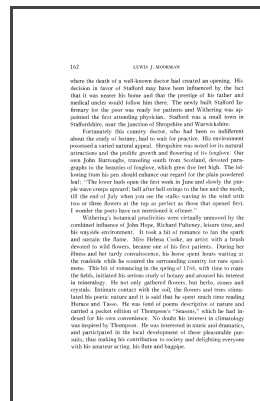 162 LEWIS J. MOORMAN
where the death of a well-known doctor had created an opening. His
decision in favor of Stafford may have been influenced by the fact
that it was nearer his home and that the prestige of his father and
medical uncles would follow him there. The newly built Stafford In-
firmary for the poor was ready for patients and Withering was ap-
pointed the first attending physician. Stafford was a small town in
Staffordshire, near the junction of Shropshire and Warwickshire.
Fortunately this country doctor, who had been so indifferent
about the study of botany, had to wait for practice. His environment
possessed a varied natural appeal. Shropshire was noted for its natural
attractions and the prolific growth and flowering of its foxglove. Our
own John Burroughs, traveling south from Scotland, devoted para-
graphs to the beauties of foxglove, which grew five feet high. The fol-
lowing from his pen should enhance our regard for the plain powdered
leaf: "The lower buds open the first week in June and slowly the pur-
ple wave creeps upward; bell after bell swings to the bee and the moth,
till the end of July when you see the stalks waving in the wind with
two or three flowers at the top as perfect as those that opened first.
I wonder the poets have not mentioned it oftener."
Withering's botanical proclivities were virtually unmoved by the
combined influence of John Hope, Richard Pulteney, leisure time, and
his wayside environment. It took a bit of romance to fan the spark
and sustain the flame. Miss Helena Cooke, an artist with a brush
devoted to wild flowers, became one of his first patients. During her
illness and her tardy convalescence, his horse spent hours waiting at
the roadside while he scoured the surrounding country for rare speci-
mens. This bit of romancing in the spring of 1768, with time to roam
the fields, initiated his serious study of botany and aroused his interest
in mineralogy. He not only gathered flowers, but herbs, stones and
crystals. Intimate contact with the soil, the flowers and trees stimu-
lated his poetic nature and it is said that he spent much time reading
Horace and Tasso. He was fond of poems descriptive of nature and
carried a pocket edition of Thompson's "Seasons," which he had in-
dexed for his own convenience. No doubt his interest in climatology
was inspired by Thompson. He was interested in music and dramatics,
and participated in the local development of these pleasurable pur-
suits, thus making his contribution to society and delighting everyone
with his amateur acting, his flute and bagpipe.